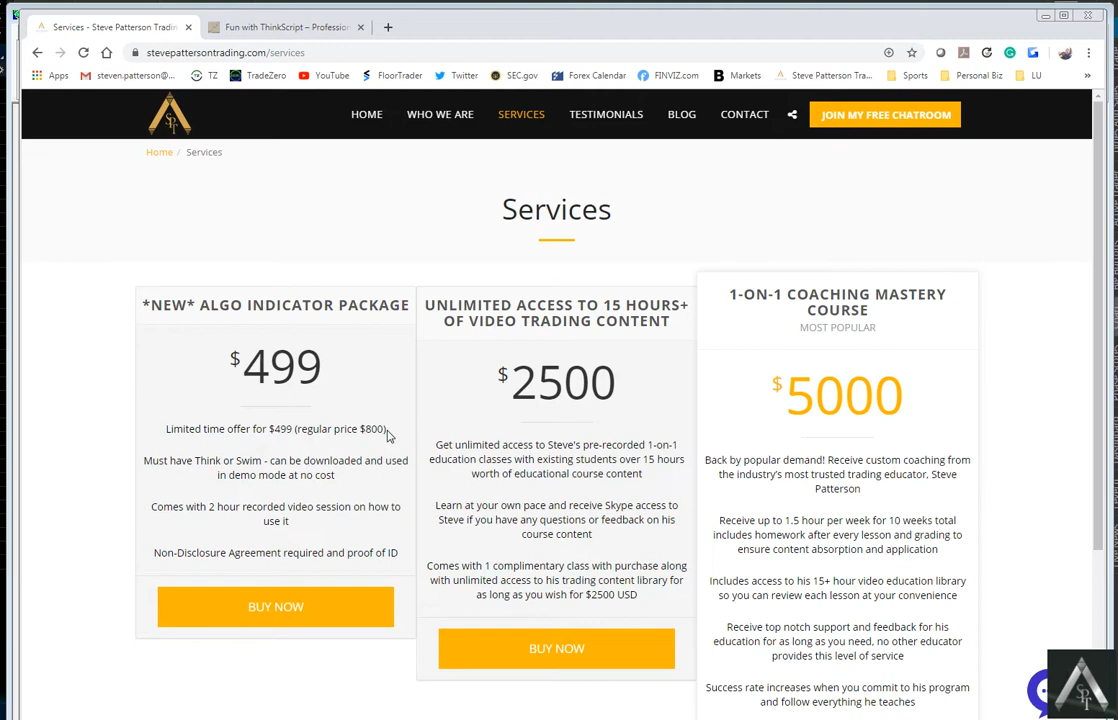 Services - Steve Patterson Tradin
Fun with ThinkScript – Profession
stevepattersontrading.com/services
Apps
steven.patterson@...
TZ
TradeZero
YouTube
FloorTrader
Twitter
SEC.gov
Forex Calendar
FINVIZ.com
Markets
Steve Patterson Tra...
Sports
Personal Biz
LU
SPT
HOME
WHO WE ARE
SERVICES
TESTIMONIALS
BLOG
CONTACT
JOIN MY FREE CHATROOM
Home / Services
Services
*NEW* ALGO INDICATOR PACKAGE
$499
Limited time offer for $499 (regular price $800)
Must have Think or Swim - can be downloaded and used
in demo mode at no cost
Comes with 2 hour recorded video session on how to
use it
Non-Disclosure Agreement required and proof of ID
BUY NOW
UNLIMITED ACCESS TO 15 HOURS+
OF VIDEO TRADING CONTENT
$2500
Get unlimited access to Steve's pre-recorded 1-on-1
education classes with existing students over 15 hours
worth of educational course content
Learn at your own pace and receive Skype access to
Steve if you have any questions or feedback on his
course content
Comes with 1 complimentary class with purchase along
with unlimited access to his trading content library for
as long as you wish for $2500 USD
BUY NOW
1-ON-1 COACHING MASTERY
COURSE
MOST POPULAR
$5000
Back by popular demand! Receive custom coaching from
the industry's most trusted trading educator, Steve
Patterson
Receive up to 1.5 hour per week for 10 weeks total
includes homework after every lesson and grading to
ensure content absorption and application
Includes access to his 15+ hour video education library
so you can review each lesson at your convenience
Receive top notch support and feedback for his
education for as long as you need, no other educator
provides this level of service
Success rate increases when you commit to his program
and follow everything he teaches
SPT